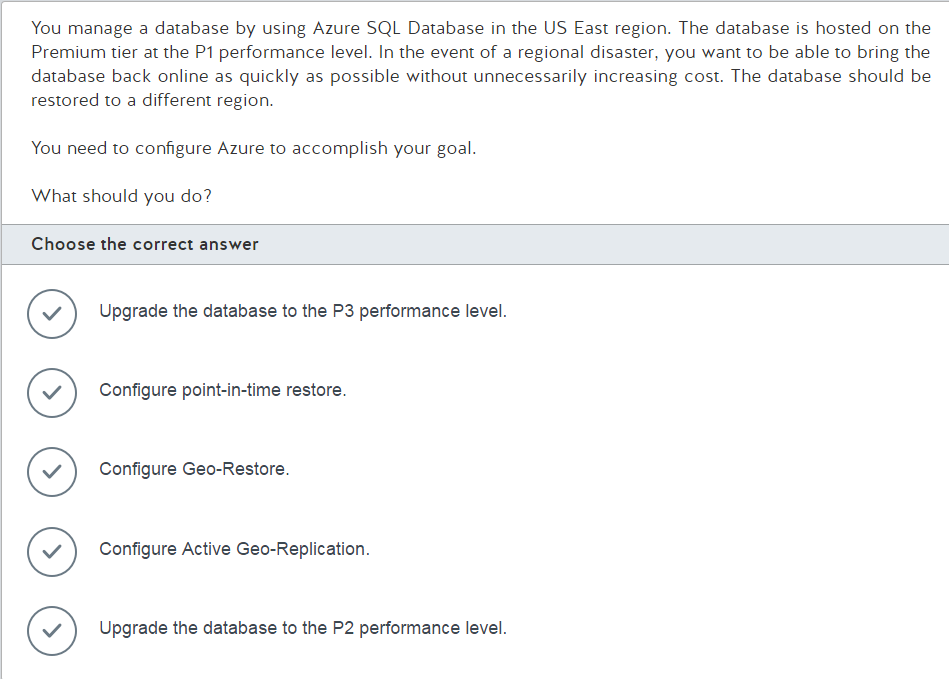 You manage a database by using Azure SQL Database in the US East region. The database is hosted on the
Premium tier at the P1 performance level. In the event of a regional disaster, you want to be able to bring the
database back online as quickly as possible without unnecessarily increasing cost. The database should be
restored to a different region.
You need to configure Azure to accomplish your goal.
What should you do?
Choose the correct answer
Upgrade the database to the P3 performance level.
Configure point-in-time restore.
Configure Geo-Restore.
Configure Active Geo-Replication.
Upgrade the database to the P2 performance level.